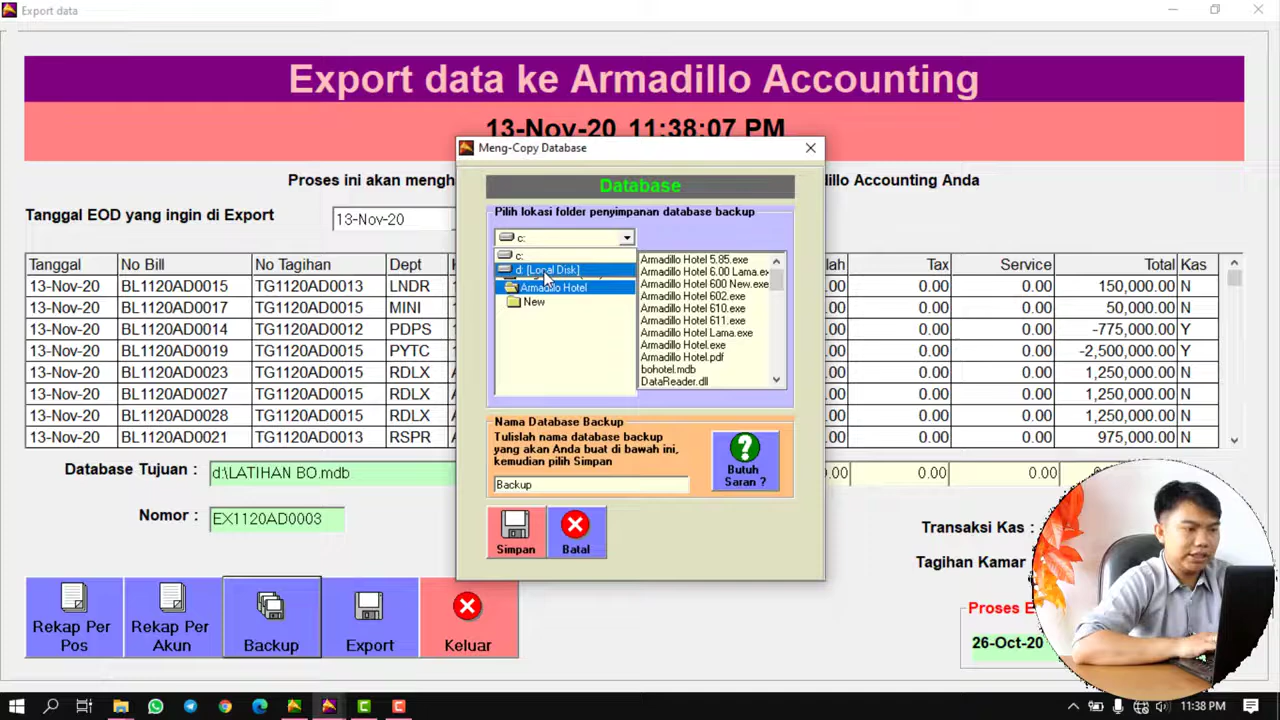 Export data
Export data ke Armadillo Accounting
13-Nov-20 11:38:07 PM
Proses ini akan mengh
llo Accounting Anda
Tanggal EOD yang ingin di Export
13-Nov-20
Tanggal No Bill No Tagihan Dept Tax Service Total Kas
13-Nov-20 BL1120AD0015 TG1120AD0013 LNDR 0.00 0.00 150,000.00 N
13-Nov-20 BL1120AD0017 TG1120AD0015 MINI 0.00 0.00 50,000.00 N
13-Nov-20 BL1120AD0014 TG1120AD0012 PDPS 0.00 0.00 -775,000.00 Y
13-Nov-20 BL1120AD0019 TG1120AD0015 PYTC 0.00 0.00 -2,500,000.00 Y
13-Nov-20 BL1120AD0023 TG1120AD0015 RDLX 0.00 0.00 1,250,000.00 N
13-Nov-20 BL1120AD0027 TG1120AD0015 RDLX 0.00 0.00 1,250,000.00 N
13-Nov-20 BL1120AD0028 TG1120AD0015 RDLX 0.00 0.00 1,250,000.00 N
13-Nov-20 BL1120AD0021 TG1120AD0013 RSPR 0.00 0.00 975,000.00 N
Database Tujuan : d:\LATIHAN BO.mdb
0.00 0.00
Nomor : EX1120AD0003
Transaksi Kas :
Tagihan Kamar
Proses E
26-Oct-20
Rekap Per Pos
Rekap Per Akun
Backup
Export
Keluar
Meng-Copy Database
Database
Pilih lokasi folder penyimpanan database backup
c:
c:
d: [Local Disk]
Armadillo Hotel
New
Armadillo Hotel 5.85.exe
Armadillo Hotel 6.00 Lama.ex
Armadillo Hotel 600 New.exe
Armadillo Hotel 602.exe
Armadillo Hotel 610.exe
Armadillo Hotel 611.exe
Armadillo Hotel Lama.exe
Armadillo Hotel.exe
Armadillo Hotel.pdf
bohotel.mdb
DataReader.dll
Nama Database Backup
Tulislah nama database backup
yang akan Anda buat di bawah ini,
kemudian pilih Simpan
Backup
Butuh
Saran ?
Simpan
Batal
11:38 PM